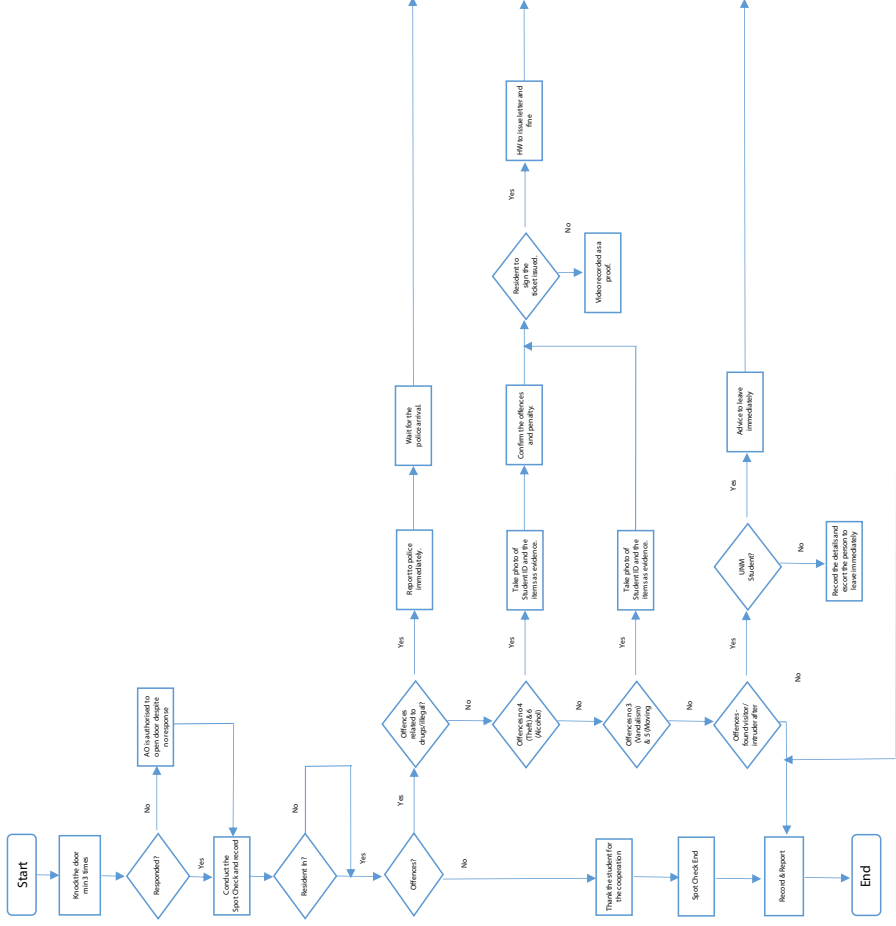 Start
Knock the door
min 3 times
Responded?
No
AO is authorised to
open door despite
no response
Yes
Conduct the
Spot Check and record
Resident In?
No
Yes
Offences?
Yes
No
Offences
related to
drugs/illegal?
Yes
Report to police
immediately.
Wait for the
police arrival.
No
Offences no 4
(Theft) & 6
(Alcohol)
Yes
Take photo of
Student ID and the
items as evidence.
Confirm the offences
and penalty.
Resident to
sign the
ticket issued.
Yes
HW to issue letter and
fine
No
Video recorded as a
proof.
No
Offences no 3
(Vandalism)
& 5 (Moving
Yes
Take photo of
Student ID and the
items as evidence.
No
Offences -
found visitor/
intruder after
Yes
UNM
Student?
Yes
Advice to leave
immediately
No
Record the details and
escort the person to
leave immediately
No
Thank the student for
the cooperation
Spot Check End
Record & Report
End